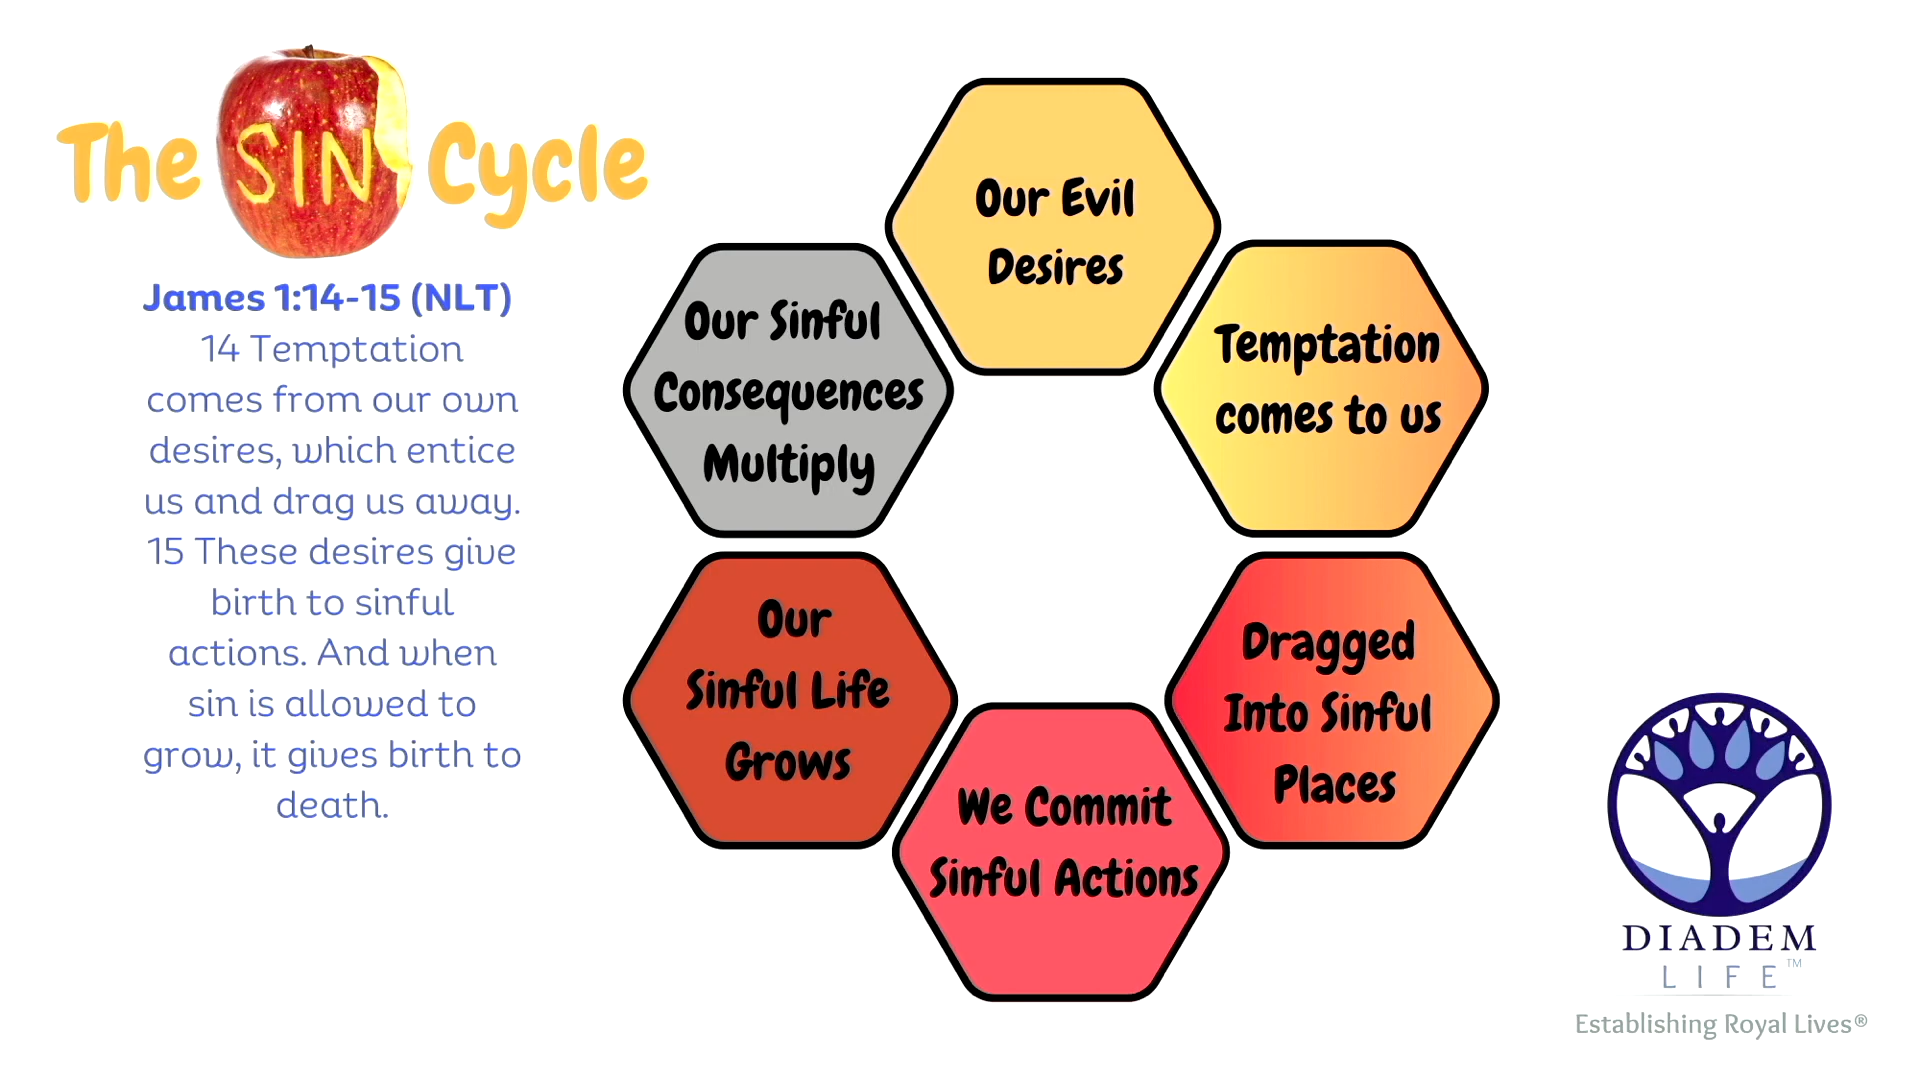 The SIN Cycle
James 1:14-15 (NLT)
14 Temptation
comes from our own
desires, which entice
us and drag us away.
15 These desires give
birth to sinful
actions. And when
sin is allowed to
grow, it gives birth to
death.
Our Evil
Desires
Temptation
comes to us
Dragged
Into Sinful
Places
We Commit
Sinful Actions
Our
Sinful Life
Grows
Our Sinful
Consequences
Multiply
DIADEM
LIFE™
Establishing Royal Lives®